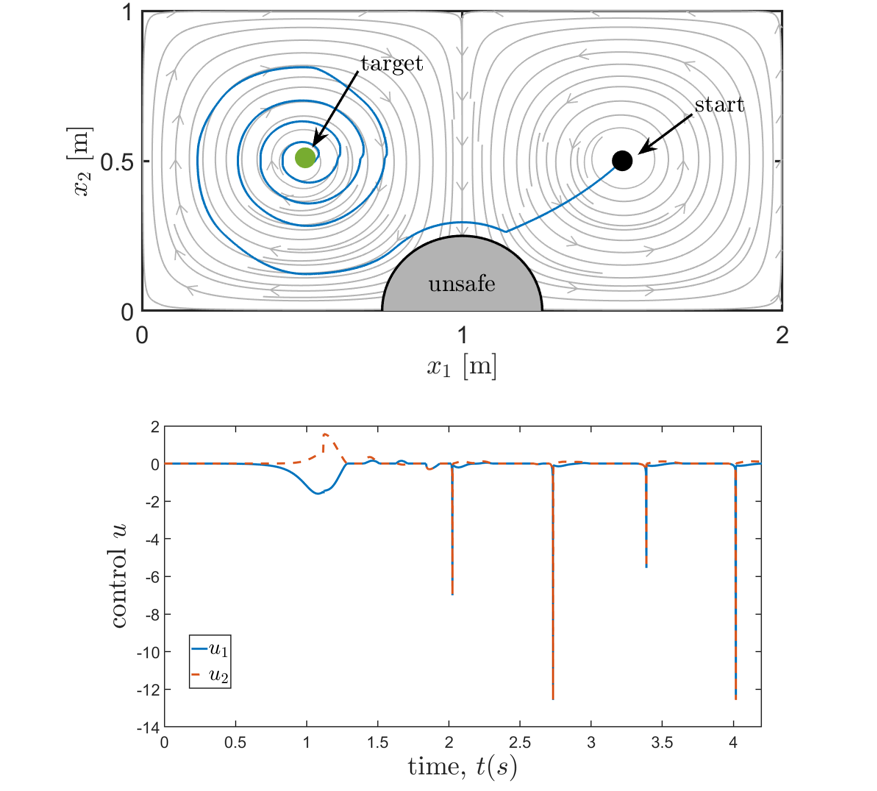 1
target
start
x₂ [m]
0.5
unsafe
0
0
1
2
x₁ [m]
2
0
-2
-4
-6
-8
-10
-12
-14
control u
u₁
u₂
0
0.5
1
1.5
2
2.5
3
3.5
4
time, t(s)